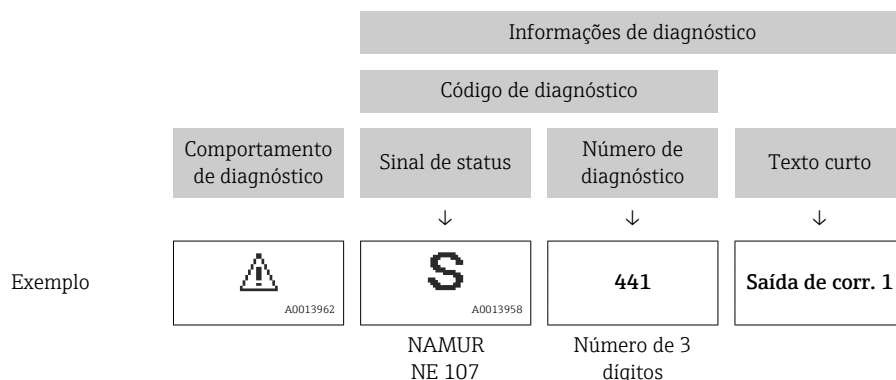 Informações de diagnóstico
Código de diagnóstico
Comportamento
de diagnóstico
Sinal de status
Número de
diagnóstico
Texto curto
↓ ↓ ↓
Exemplo
A0013962
S
A0013958
441
Saída de corr. 1
NAMUR
NE 107
Número de 3
dígitos